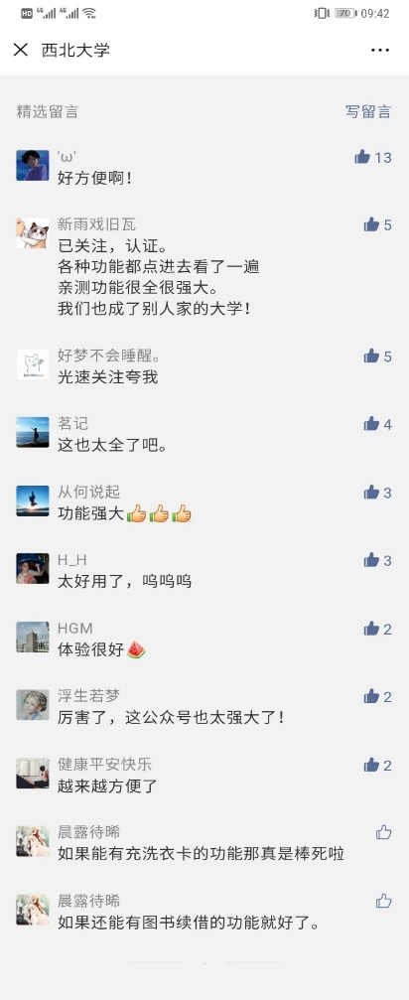 HD 4G 4G 70 09:42
西北大学
精选留言 写留言
'ω' 13
好方便啊！
新雨戏旧瓦 5
已关注，认证。
各种功能都点进去看了一遍
亲测功能很全很强大。
我们也成了别人家的大学！
好梦不会睡醒。 5
光速关注夸我
茗记 4
这也太全了吧。
从何说起 3
功能强大👍👍👍
H_H 3
太好用了，呜呜呜
HGM 2
体验很好🍉
浮生若梦 2
厉害了，这公众号也太强大了！
健康平安快乐 2
越来越方便了
晨露待晞
如果能有充洗衣卡的功能那真是棒死啦
晨露待晞
如果还能有图书续借的功能就好了。